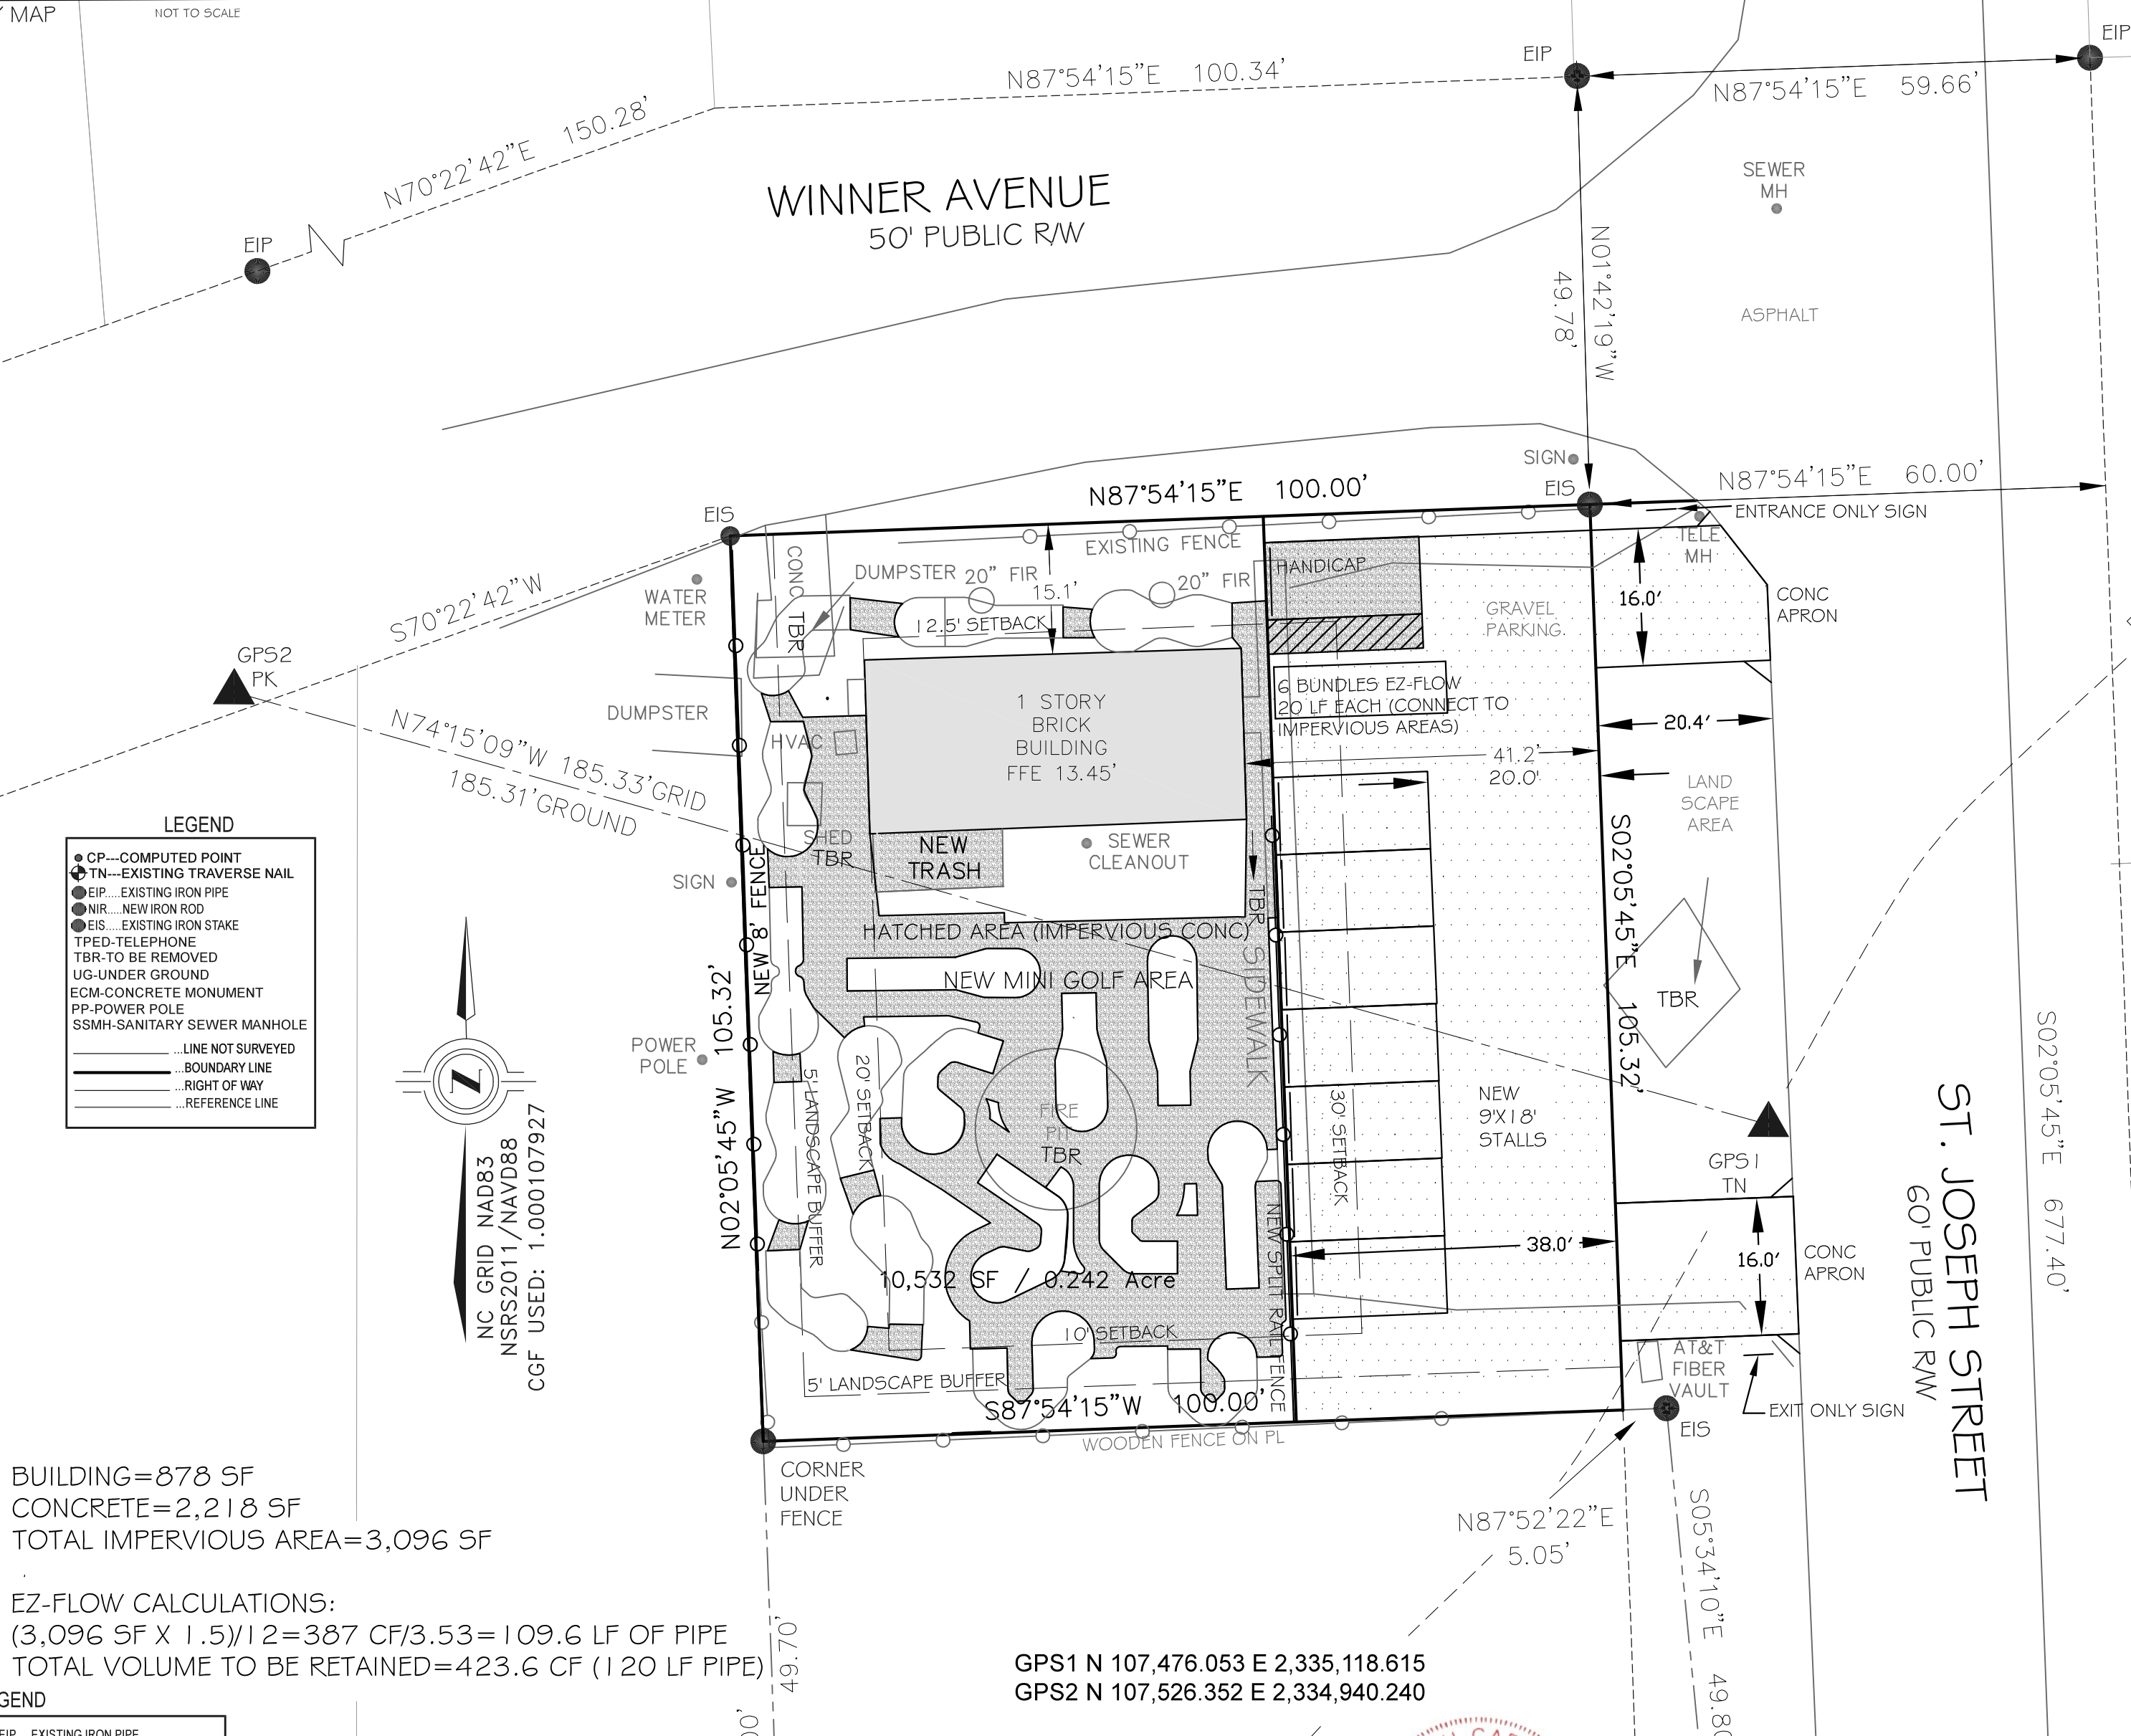 MAP
NOT TO SCALE
N70°22'42"E 150.28'
EIP
N87°54'15"E 100.34'
EIP
N87°54'15"E 59.66'
EIP
WINNER AVENUE
50' PUBLIC R/W
SEWER
MH
N01°42'19"W
49.78'
ASPHALT
SIGN
EIS
N87°54'15"E 100.00'
EIS
N87°54'15"E 60.00'
ENTRANCE ONLY SIGN
TELE
MH
S70°22'42"W
WATER
METER
GPS2
PK
CONC
TBR
DUMPSTER
20" FIR
EXISTING FENCE
15.1'
20" FIR
12.5' SETBACK
HANDICAP
GRAVEL
PARKING
16.0'
CONC
APRON
DUMPSTER
N74°15'09"W 185.33'GRID
185.31'GROUND
HVAC
1 STORY
BRICK
BUILDING
FFE 13.45'
6 BUNDLES EZ-FLOW
20 LF EACH (CONNECT TO
IMPERVIOUS AREAS)
41.2'
20.0'
20.4'
LAND
SCAPE
AREA
TBR
SHED
TBR
NEW
TRASH
SEWER
CLEANOUT
SIGN
NEW 8' FENCE
TBR
SIDEWALK
HATCHED AREA (IMPERVIOUS CONC)
NEW MINI GOLF AREA
S02°05'45"E 105.32'
LEGEND
CP---COMPUTED POINT
TN---EXISTING TRAVERSE NAIL
EIP.....EXISTING IRON PIPE
NIR.....NEW IRON ROD
EIS.....EXISTING IRON STAKE
TPED-TELEPHONE
TBR-TO BE REMOVED
UG-UNDER GROUND
ECM-CONCRETE MONUMENT
PP-POWER POLE
SSMH-SANITARY SEWER MANHOLE
...LINE NOT SURVEYED
...BOUNDARY LINE
...RIGHT OF WAY
...REFERENCE LINE
N
NC GRID NAD83
NSRS2011/NAVD88
CGF USED: 1.000107927
POWER
POLE
N02°05'45"W 105.32'
5' LANDSCAPE BUFFER
20' SETBACK
FIRE
PIT
TBR
30' SETBACK
NEW
9'X18'
STALLS
GPS1
TN
S02°05'45"E 677.40'
ST. JOSEPH STREET
60' PUBLIC R/W
NEW SPLIT RAIL FENCE
38.0'
16.0'
CONC
APRON
10,532 SF / 0.242 Acre
10' SETBACK
5' LANDSCAPE BUFFER
S87°54'15"W 100.00'
WOODEN FENCE ON PL
AT&T
FIBER
VAULT
EXIT ONLY SIGN
EIS
CORNER
UNDER
FENCE
N87°52'22"E
5.05'
S05°34'10"E 49.8
49.70'
00'
BUILDING=878 SF
CONCRETE=2,218 SF
TOTAL IMPERVIOUS AREA=3,096 SF
EZ-FLOW CALCULATIONS:
(3,096 SF X 1.5)/12=387 CF/3.53=109.6 LF OF PIPE
TOTAL VOLUME TO BE RETAINED=423.6 CF (120 LF PIPE)
GPS1 N 107,476.053 E 2,335,118.615
GPS2 N 107,526.352 E 2,334,940.240
GEND
EIP....EXISTING IRON PIPE